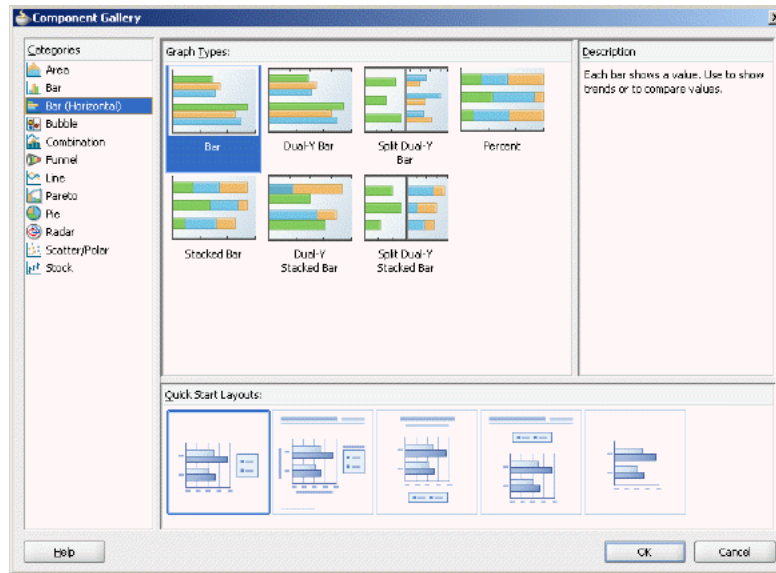 Component Gallery
Categories
Area
Bar
Bar (Horizontal)
Bubble
Combination
Funnel
Line
Pareto
Pie
Radar
Scatter/Polar
Stock
Graph Types:
Bar
Dual-Y Bar
Split Dual-Y
Bar
Percent
Stacked Bar
Dual-Y
Stacked Bar
Split Dual-Y
Stacked Bar
Description
Each bar shows a value. Use to show
trends or to compare values.
Quick Start Layouts:
Help
OK
Cancel